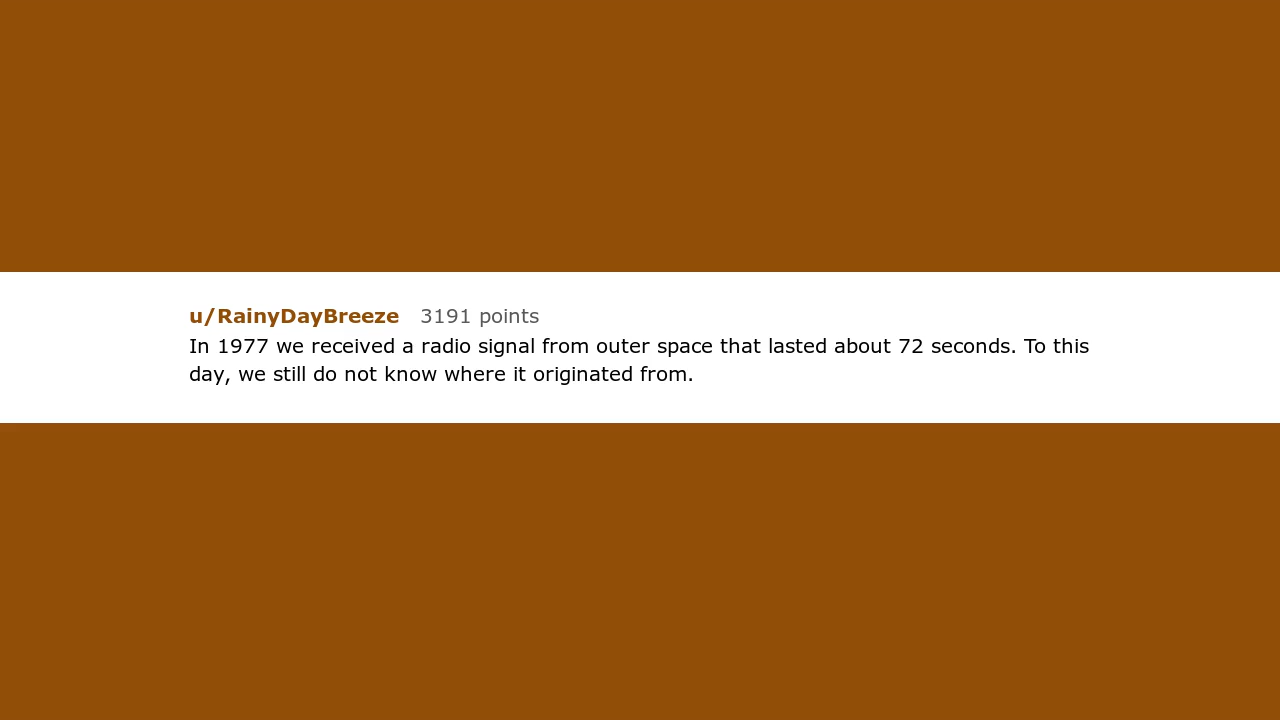 u/RainyDayBreeze 3191 points
In 1977 we received a radio signal from outer space that lasted about 72 seconds. To this
day, we still do not know where it originated from.